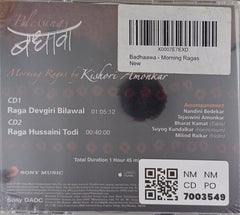 Blessings
बधावा
X0007E7EXD
Badhaawa - Morning Ragas
New
Morning Ragas by Kishori Amonkar
CD1
Raga Devgiri Bilawal 01:05:12
CD2
Raga Hussaini Todi 00:40:00
Accompaniment
Nandini Bedekar
Tejaswini Amonkar
Bharat Kamat (Tabla)
Suyog Kundalkar (Harmonium)
Milind Raikar (Violin)
Total Duration 1 Hour 45
SONY MUSIC
Sony DADC
NM NM
CD PO
7003549